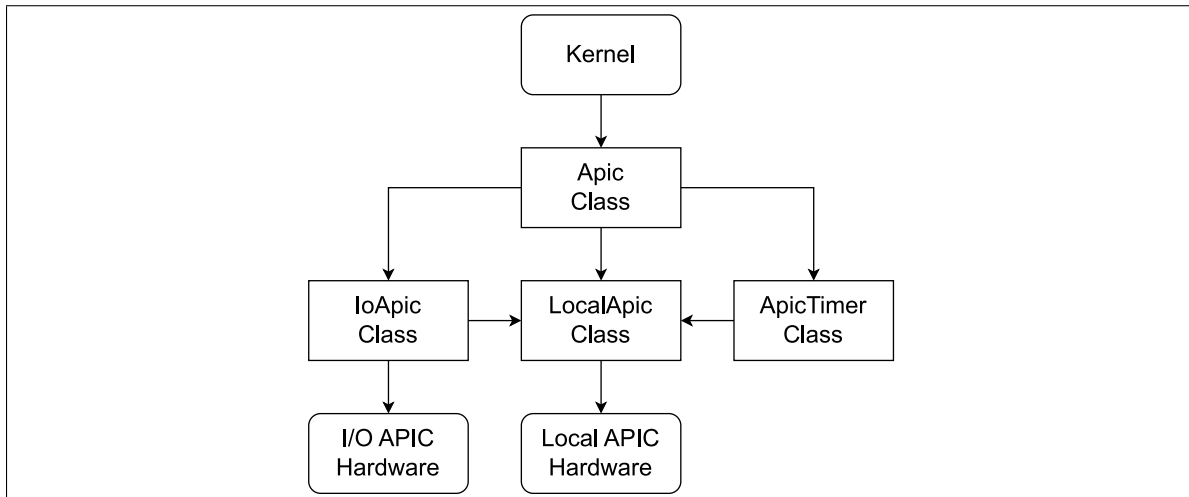 Kernel
Apic
Class
IoApic
Class
LocalApic
Class
ApicTimer
Class
I/O APIC
Hardware
Local APIC
Hardware